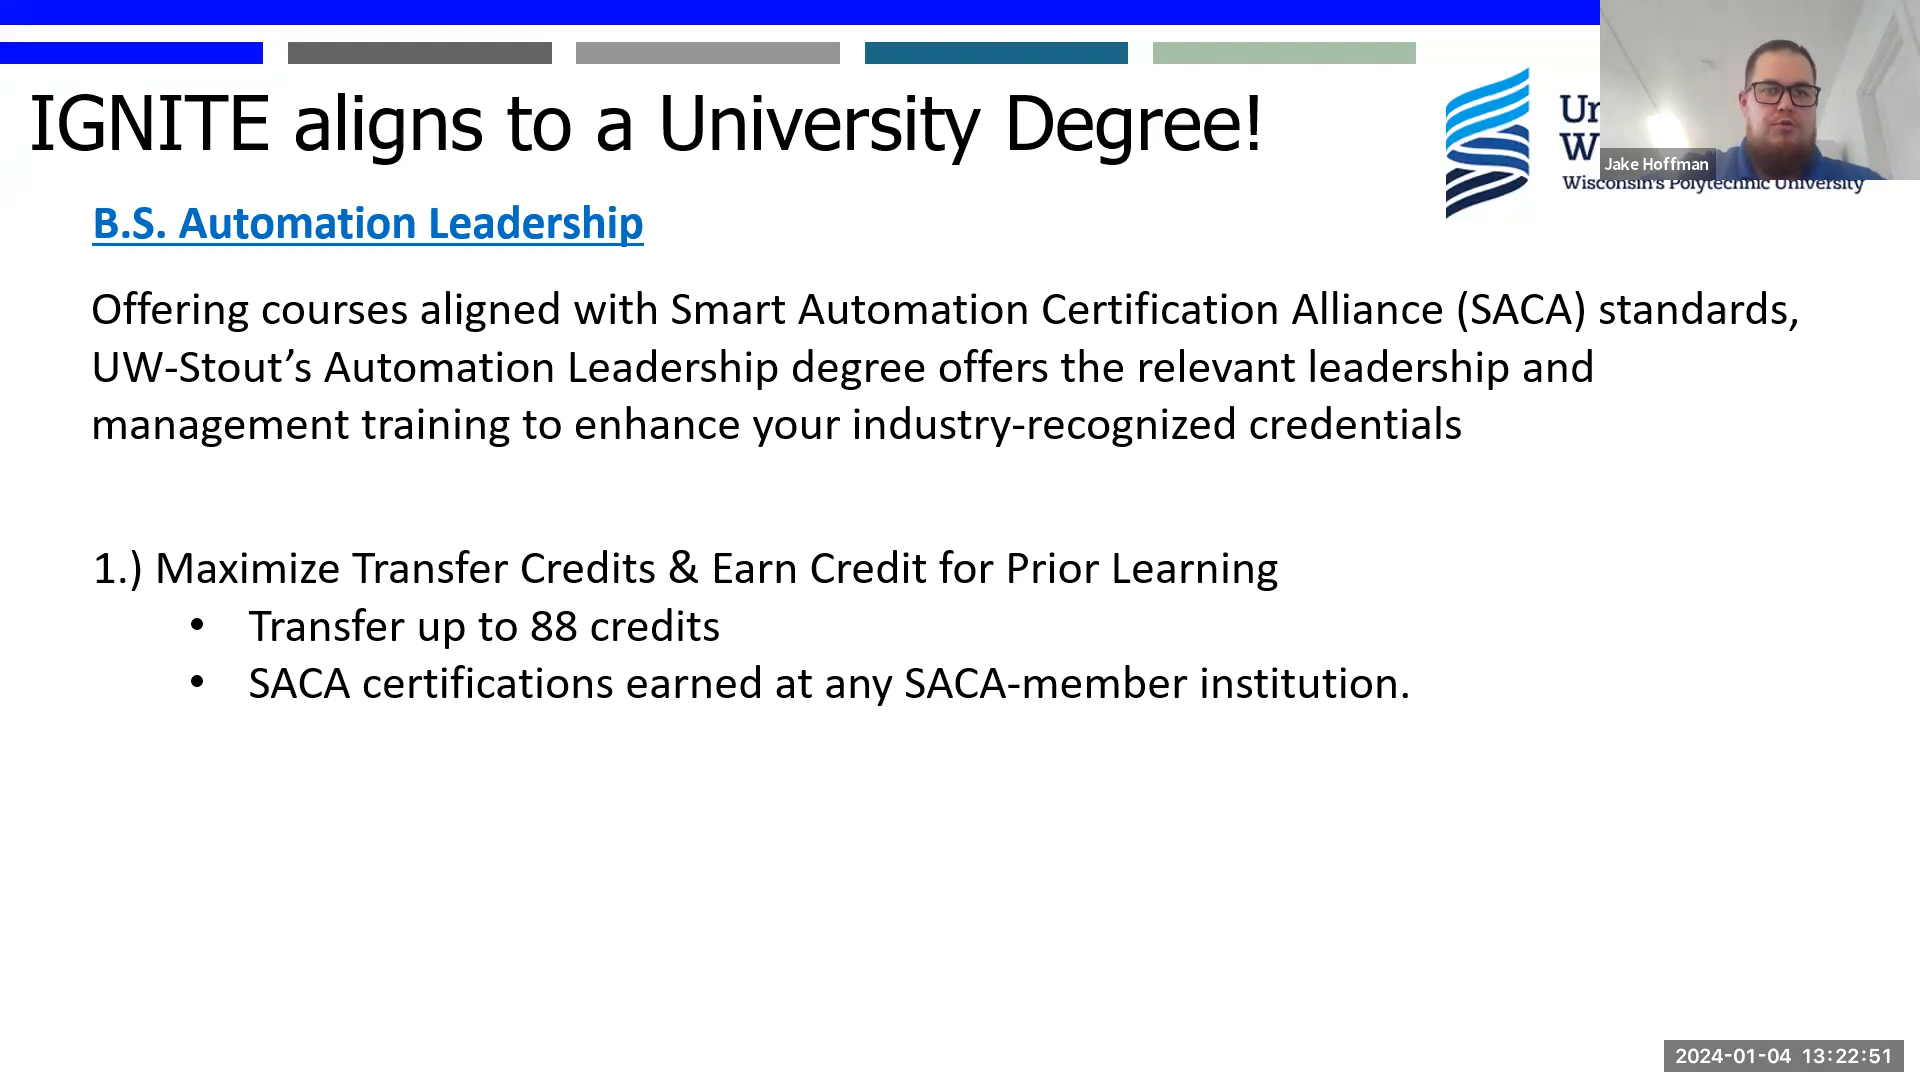 IGNITE aligns to a University Degree!
Jake Hoffman
Wisconsin's Polytechnic University
B.S. Automation Leadership
Offering courses aligned with Smart Automation Certification Alliance (SACA) standards,
UW-Stout’s Automation Leadership degree offers the relevant leadership and
management training to enhance your industry-recognized credentials
1.) Maximize Transfer Credits & Earn Credit for Prior Learning
• Transfer up to 88 credits
• SACA certifications earned at any SACA-member institution.
2024-01-04 13:22:51